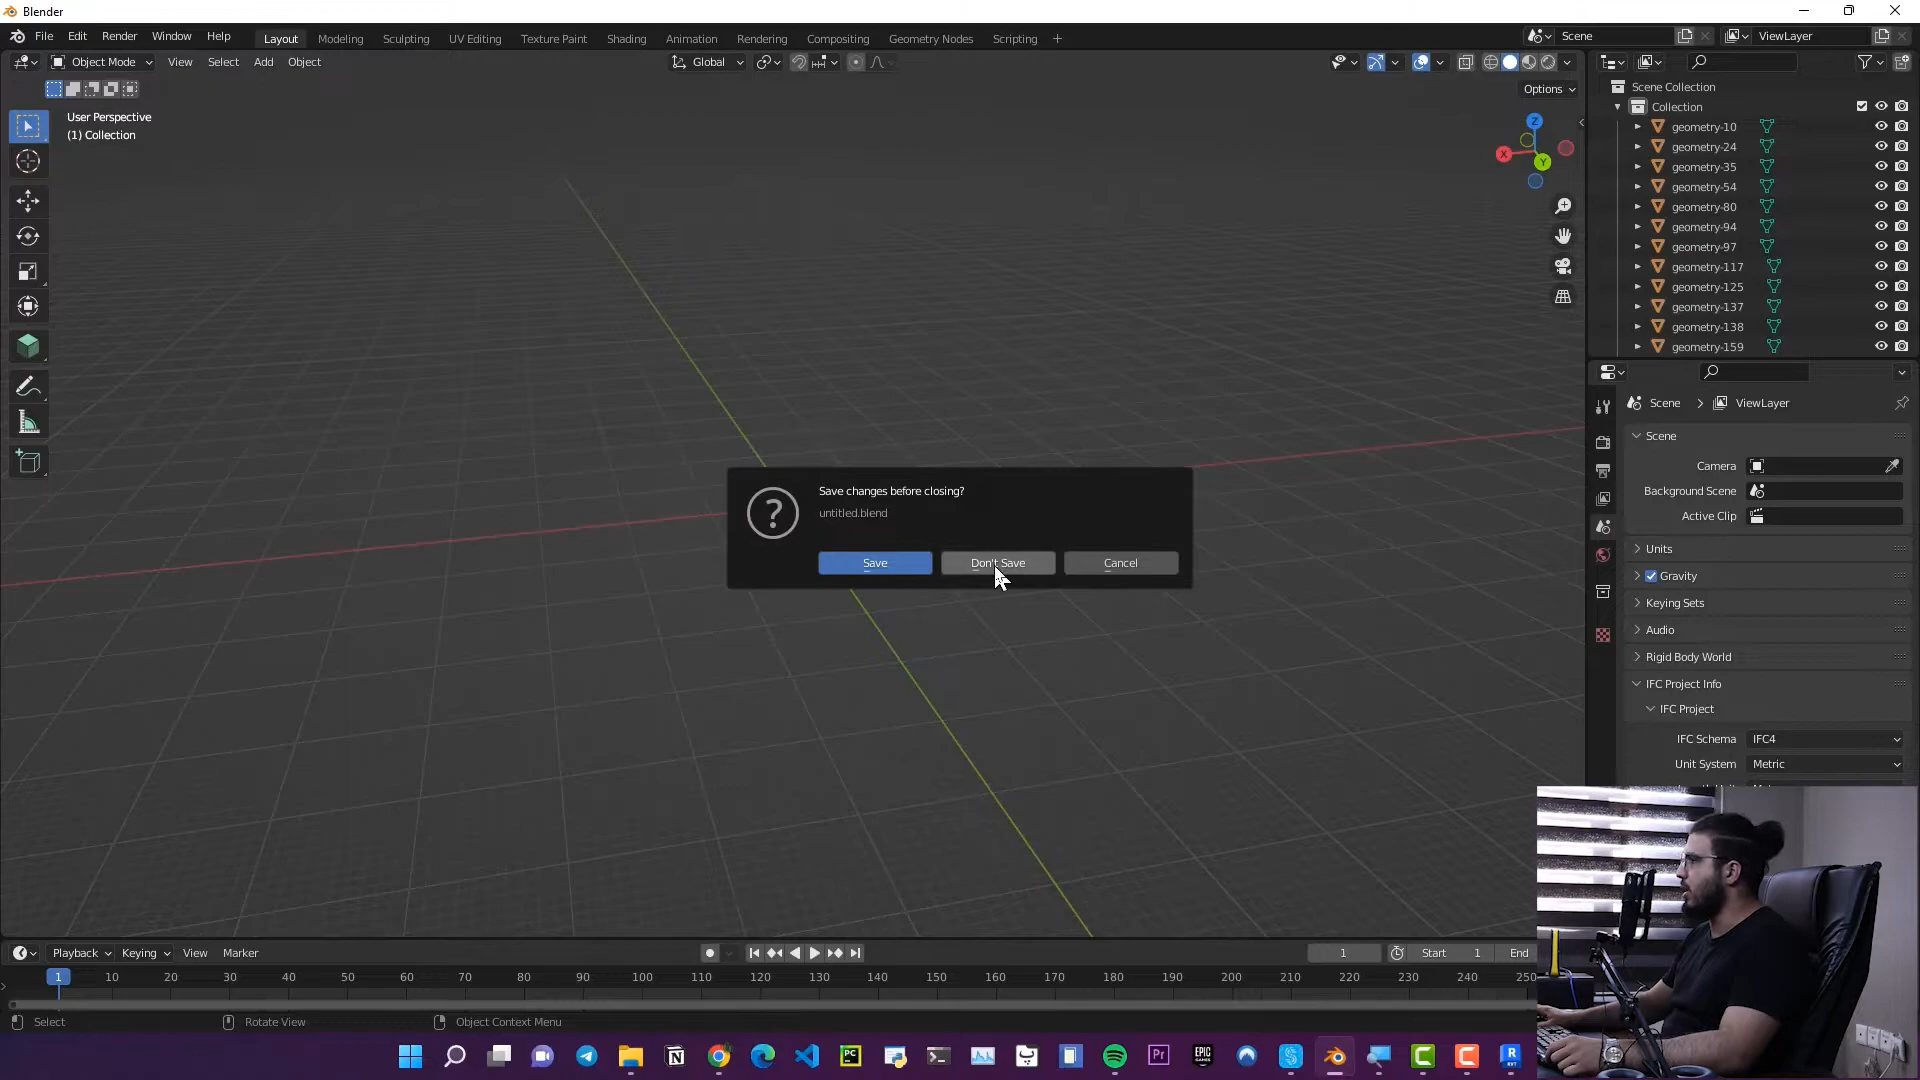 Blender
File Edit Render Window Help
Layout Modeling Sculpting UV Editing Texture Paint Shading Animation Rendering Compositing Geometry Nodes Scripting +
Scene
ViewLayer
Object Mode View Select Add Object
Global
Options
User Perspective
(1) Collection
Z
X
Y
Scene Collection
Collection
geometry-10
geometry-24
geometry-35
geometry-54
geometry-80
geometry-94
geometry-97
geometry-117
geometry-125
geometry-137
geometry-138
geometry-159
Scene > ViewLayer
Scene
Camera
Background Scene
Active Clip
Units
Gravity
Keying Sets
Audio
Rigid Body World
IFC Project Info
IFC Project
IFC Schema IFC4
Unit System Metric
Save changes before closing?
untitled.blend
Save Don't Save Cancel
Playback Keying View Marker
1 Start 1 End
1 10 20 30 40 50 60 70 80 90 100 110 120 130 140 150 160 170 180 190 200 210 220 230 240 250
Select Rotate View Object Context Menu